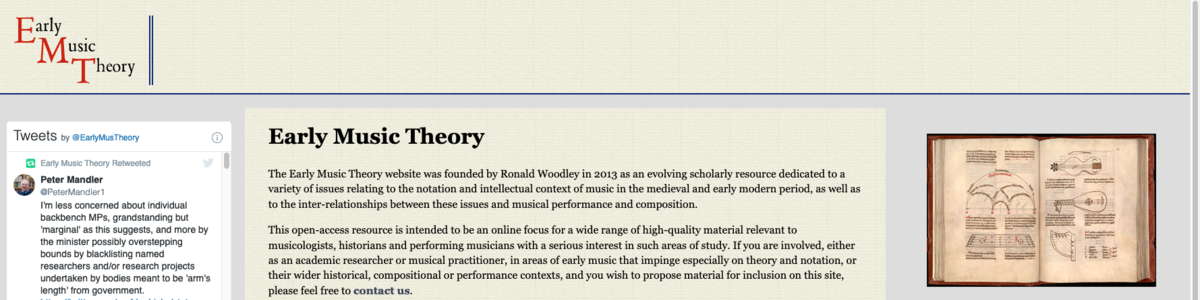 Early
Music
Theory
Tweets by @EarlyMusTheory
Early Music Theory Retweeted
Peter Mandler
@PeterMandler1
I'm less concerned about individual
backbench MPs, grandstanding but
'marginal' as this suggests, and more by
the minister possibly overstepping
bounds by blacklisting named
researchers and/or research projects
undertaken by bodies meant to be 'arm's
length' from government.
Early Music Theory
The Early Music Theory website was founded by Ronald Woodley in 2013 as an evolving scholarly resource dedicated to a
variety of issues relating to the notation and intellectual context of music in the medieval and early modern period, as well as
to the inter-relationships between these issues and musical performance and composition.
This open-access resource is intended to be an online focus for a wide range of high-quality material relevant to
musicologists, historians and performing musicians with a serious interest in such areas of study. If you are involved, either
as an academic researcher or musical practitioner, in areas of early music that impinge especially on theory and notation, or
their wider historical, compositional or performance contexts, and you wish to propose material for inclusion on this site,
please feel free to contact us.